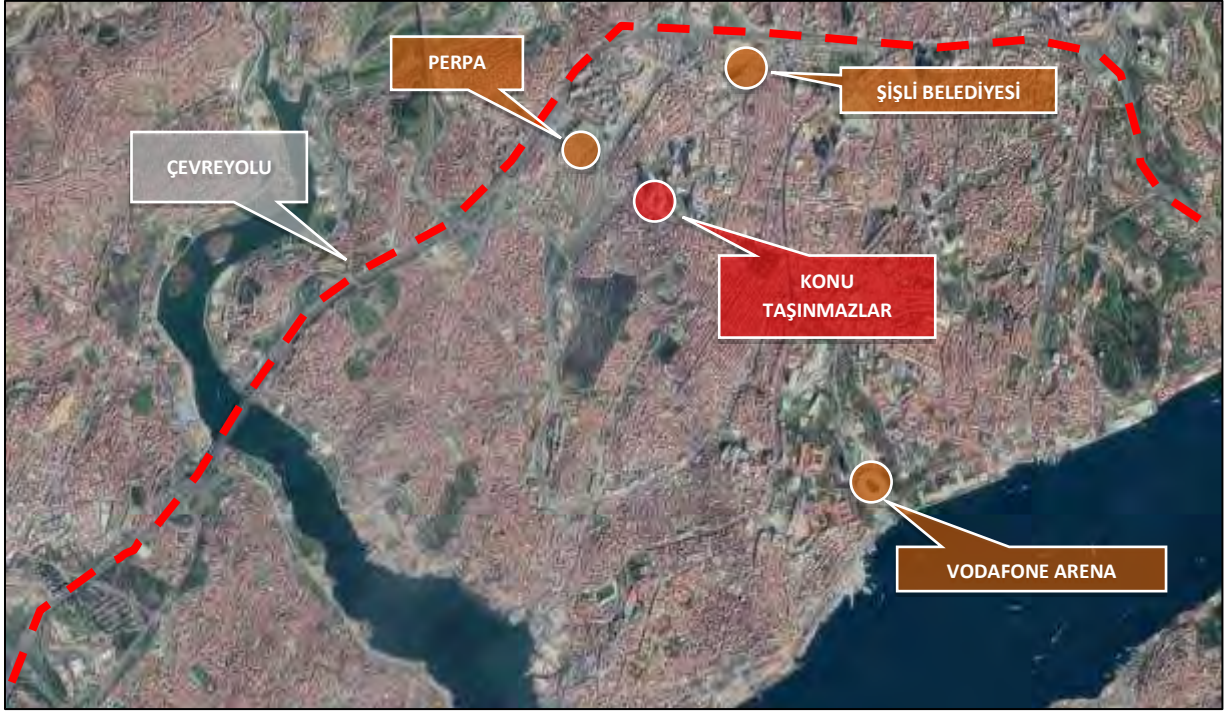 PERPA
ŞİŞLİ BELEDİYESİ
ÇEVREYOLU
KONU
TAŞINMAZLAR
VODAFONE ARENA